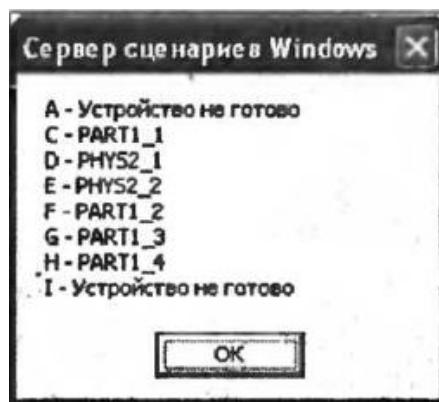 Сервер сценариев Windows
A - Устройство не готово
C - PART1_1
D - PHYS2_1
E - PHYS2_2
F - PART1_2
G - PART1_3
H - PART1_4
I - Устройство не готово
OK